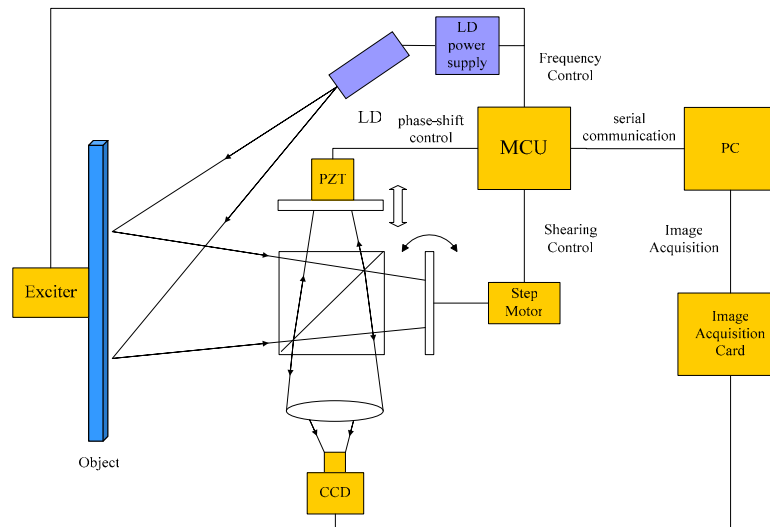 LD
power
supply
Frequency
Control
LD
phase-shift
control
serial
communication
MCU
PC
PZT
Shearing
Control
Image
Acquisition
Exciter
Step
Motor
Image
Acquisition
Card
Object
CCD